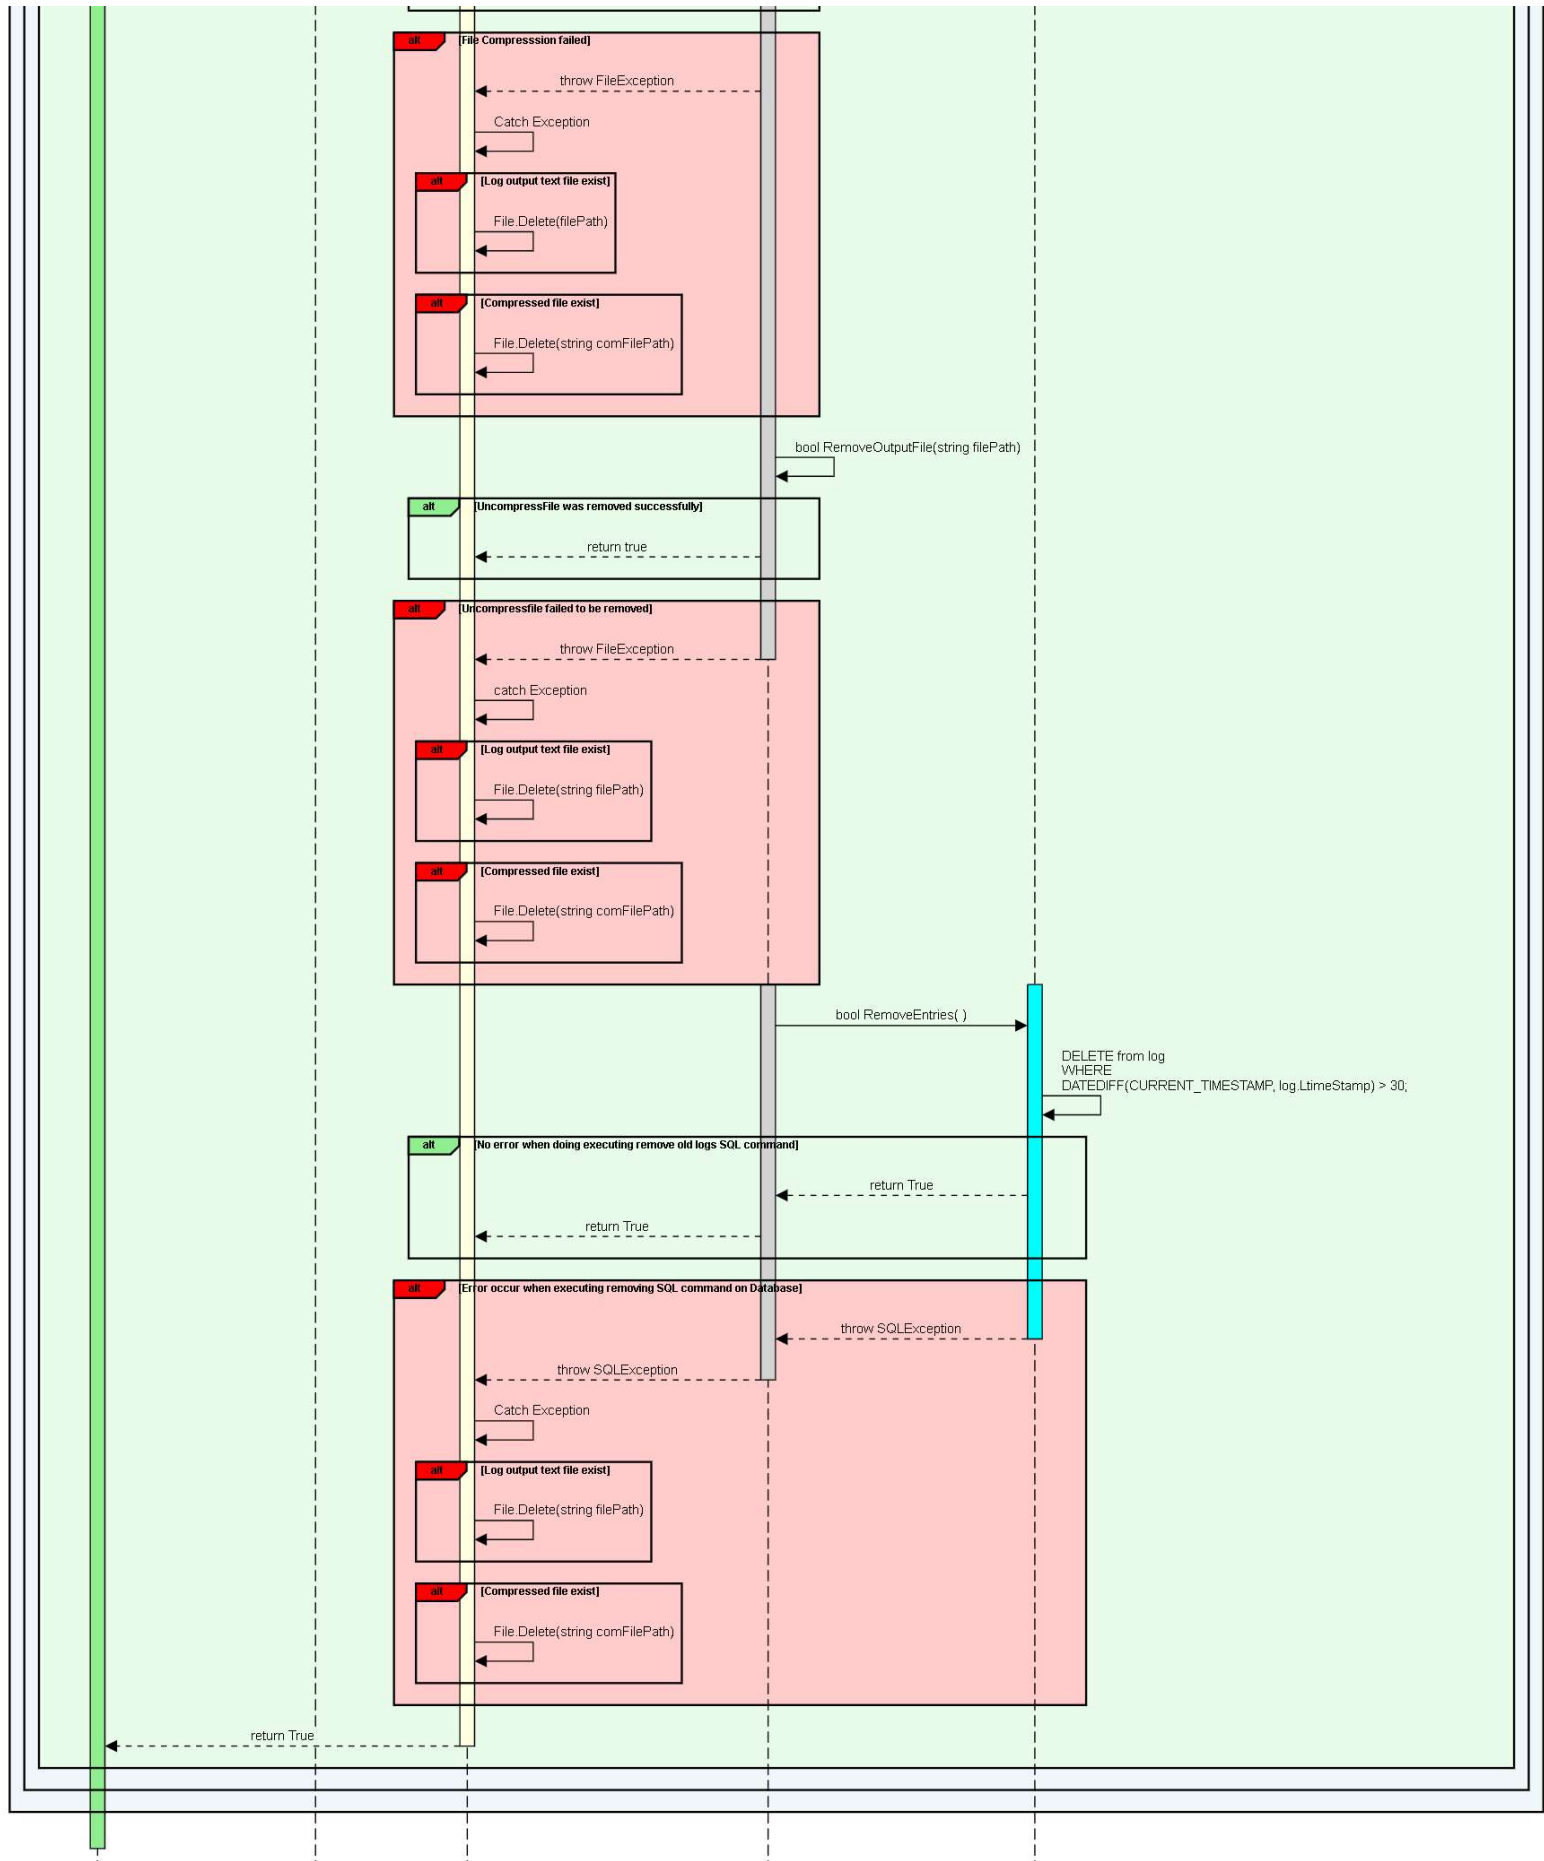 alt [File Compresssion failed]
throw FileException
Catch Exception
alt [Log output text file exist]
File.Delete(filePath)
alt [Compressed file exist]
File.Delete(string comFilePath)
bool RemoveOutputFile(string filePath)
alt [UncompressFile was removed successfully]
return true
alt [Uncompressfile failed to be removed]
throw FileException
catch Exception
alt [Log output text file exist]
File.Delete(string filePath)
alt [Compressed file exist]
File.Delete(string comFilePath)
bool RemoveEntries( )
DELETE from log
WHERE
DATEDIFF(CURRENT_TIMESTAMP, log.LtimeStamp) > 30;
alt [No error when doing executing remove old logs SQL command]
return True
return True
alt [Error occur when executing removing SQL command on Database]
throw SQLException
throw SQLException
Catch Exception
alt [Log output text file exist]
File.Delete(string filePath)
alt [Compressed file exist]
File.Delete(string comFilePath)
return True